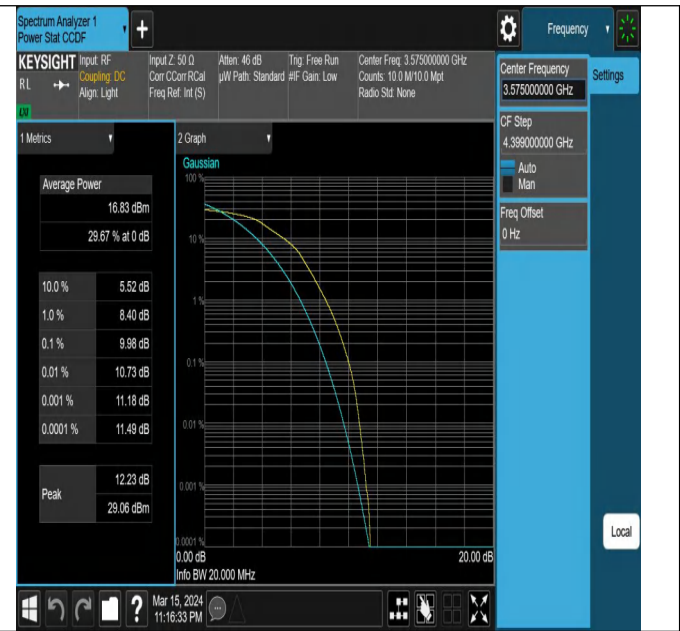 Spectrum Analyzer 1
Power Stat CCDF
+
Frequency
KEYSIGHT
RL
Input: RF
Coupling: DC
Align: Light
Input Z: 50 Ω
Corr CCorr RCal
Freq Ref: Int (S)
Atten: 46 dB
µW Path: Standard
Trig: Free Run
#IF Gain: Low
Center Freq: 3.575000000 GHz
Counts: 10.0 M/10.0 Mpt
Radio Std: None
Center Frequency
3.575000000 GHz
Settings
CF Step
4.399000000 GHz
Auto
Man
Freq Offset
0 Hz
1 Metrics
Average Power
16.83 dBm
29.67 % at 0 dB
10.0 % 5.52 dB
1.0 % 8.40 dB
0.1 % 9.98 dB
0.01 % 10.73 dB
0.001 % 11.18 dB
0.0001 % 11.49 dB
Peak
12.23 dB
29.06 dBm
2 Graph
Gaussian
100 %
10 %
1 %
0.1 %
0.01 %
0.001 %
0.0001 %
0.00 dB 20.00 dB
Info BW 20.000 MHz
Local
?
Mar 15, 2024
11:16:33 PM